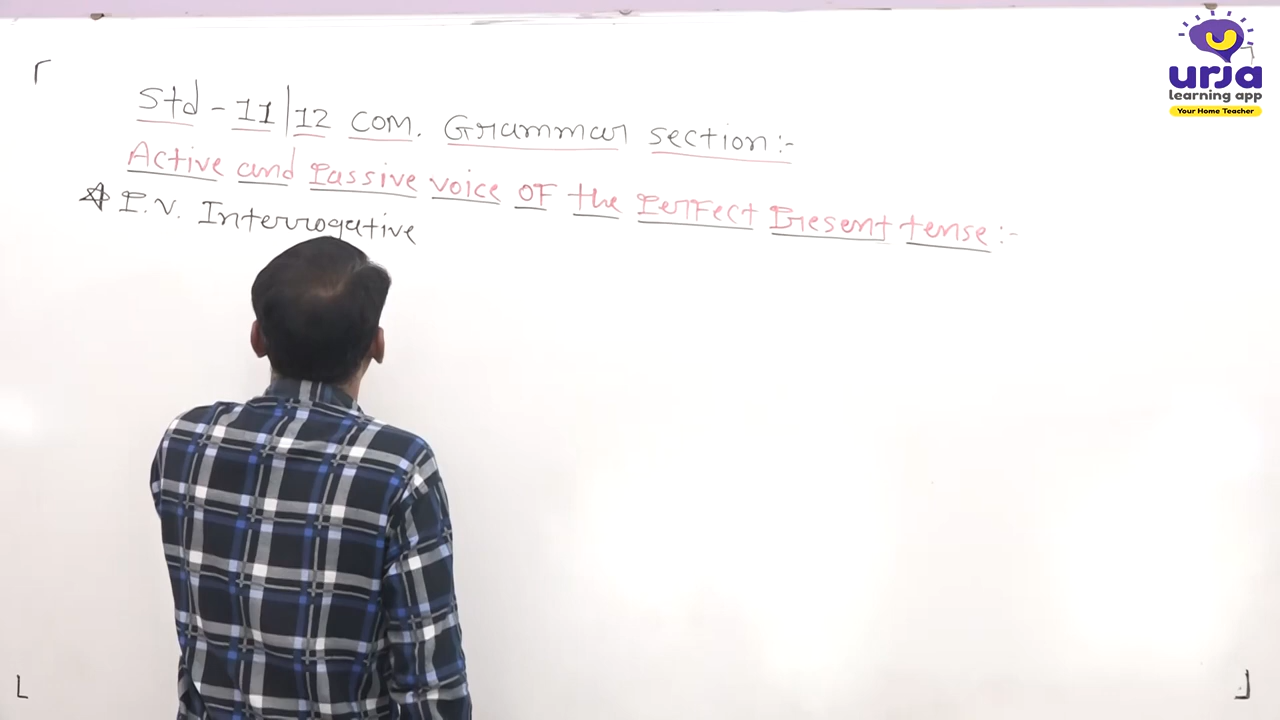 Std - 11|12 com. Grammar section:-
Active and Passive voice OF the Perfect Present tense:-
P.V. Interrogative
urja
learning app
Your Home Teacher